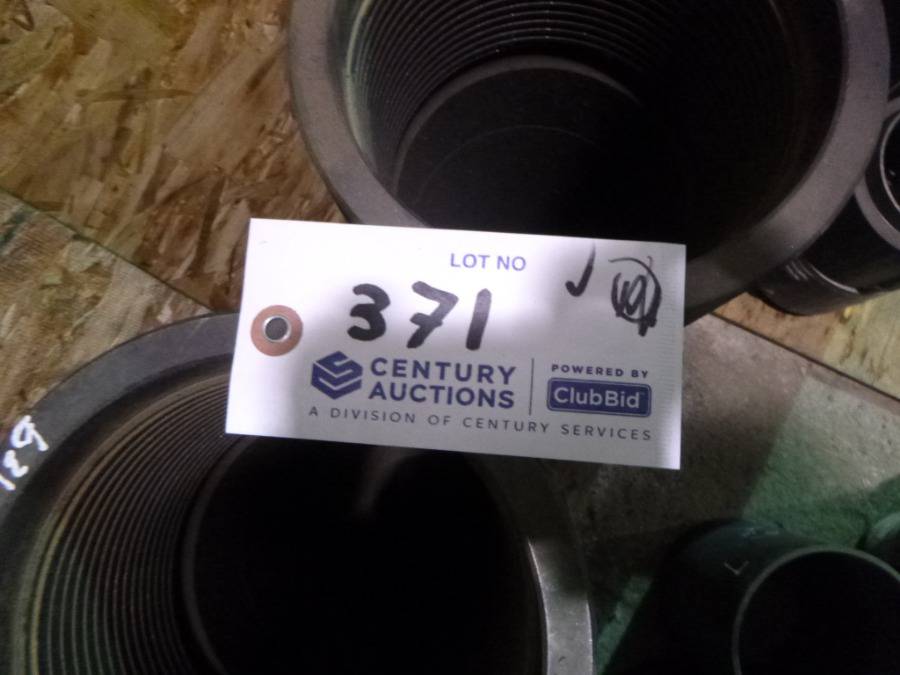 LOT NO
371
CENTURY AUCTIONS
POWERED BY
ClubBid
A DIVISION OF CENTURY SERVICES
L